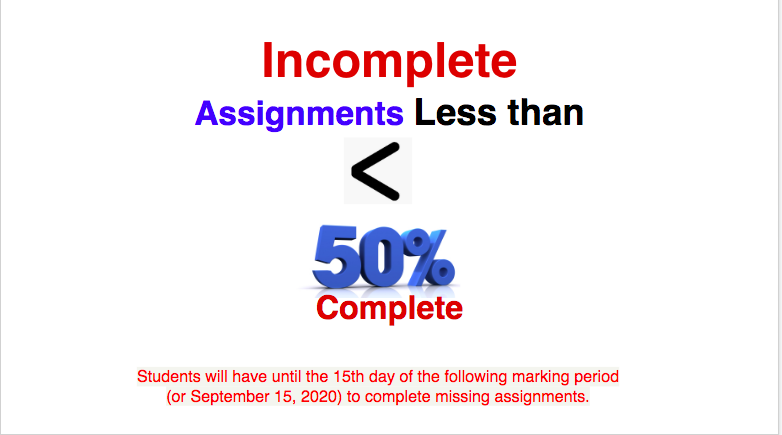 Incomplete
Assignments Less than
<
50%
Complete
Students will have until the 15th day of the following marking period
(or September 15, 2020) to complete missing assignments.